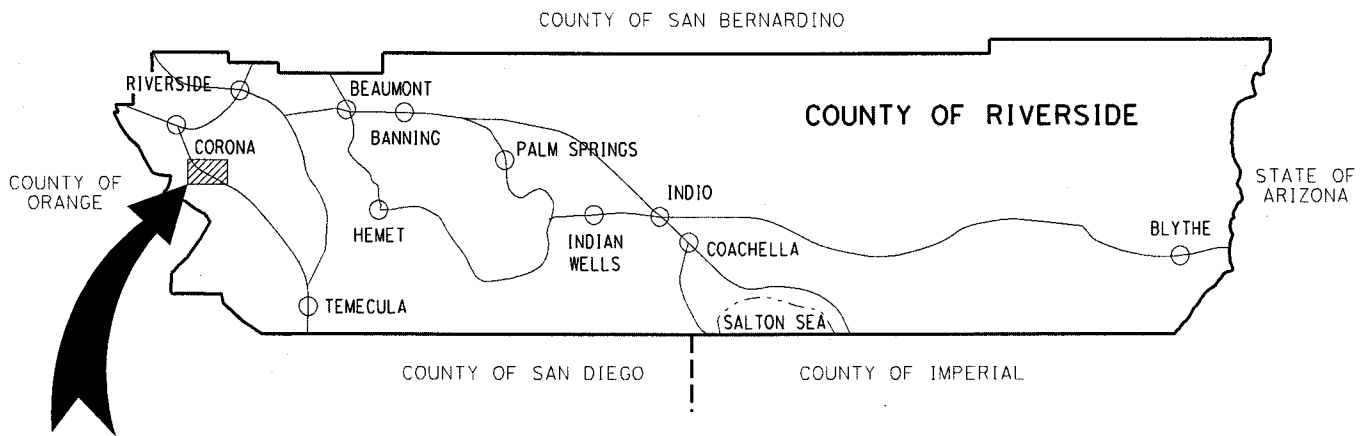 COUNTY OF SAN BERNARDINO
RIVERSIDE
BEAUMONT
COUNTY OF RIVERSIDE
BANNING
CORONA
PALM SPRINGS
COUNTY OF
ORANGE
STATE OF
ARIZONA
INDIO
HEMET
INDIAN
WELLS
COACHELLA
BLYTHE
TEMECULA
SALTON SEA
COUNTY OF SAN DIEGO
COUNTY OF IMPERIAL